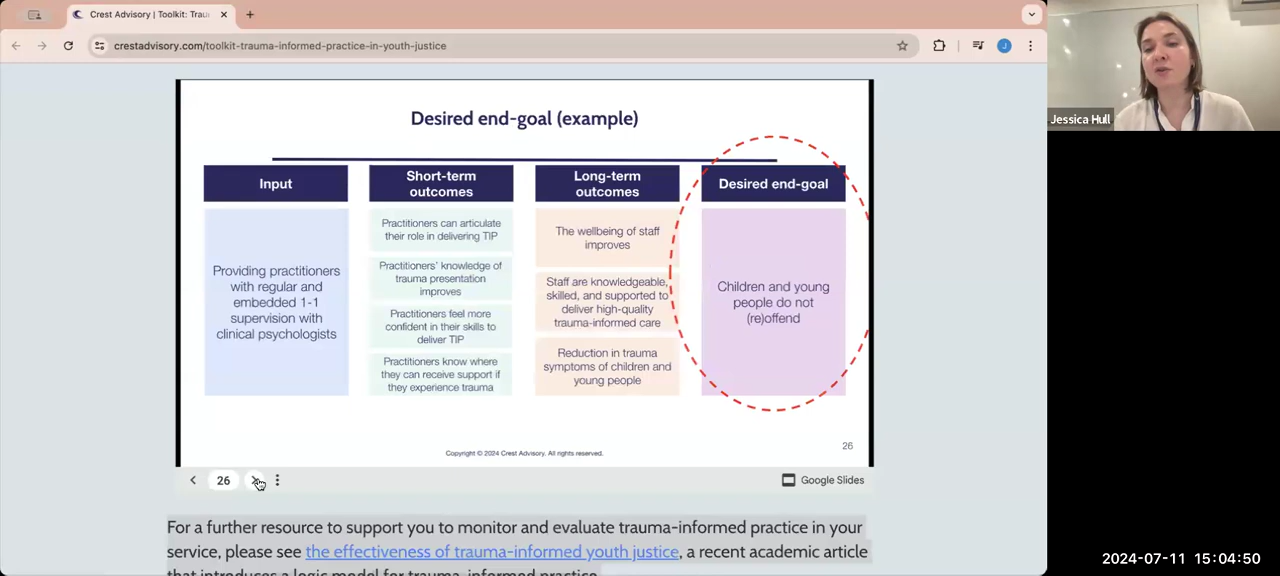 Crest Advisory | Toolkit: Trau
crestadvisory.com/toolkit-trauma-informed-practice-in-youth-justice
J
Jessica Hull
Desired end-goal (example)
Input
Short-term
outcomes
Long-term
outcomes
Desired end-goal
Providing practitioners
with regular and
embedded 1-1
supervision with
clinical psychologists
Practitioners can articulate
their role in delivering TIP
Practitioners' knowledge of
trauma presentation
improves
Practitioners feel more
confident in their skills to
deliver TIP
Practitioners know where
they can receive support if
they experience trauma
The wellbeing of staff
improves
Staff are knowledgeable,
skilled, and supported to
deliver high-quality
trauma-informed care
Reduction in trauma
symptoms of children and
young people
Children and young
people do not
(re)offend
Copyright © 2024 Crest Advisory. All rights reserved.
26
26
Google Slides
For a further resource to support you to monitor and evaluate trauma-informed practice in your
service, please see the effectiveness of trauma-informed youth justice, a recent academic article
that introduces a logic model for trauma-informed practice.
2024-07-11 15:04:50